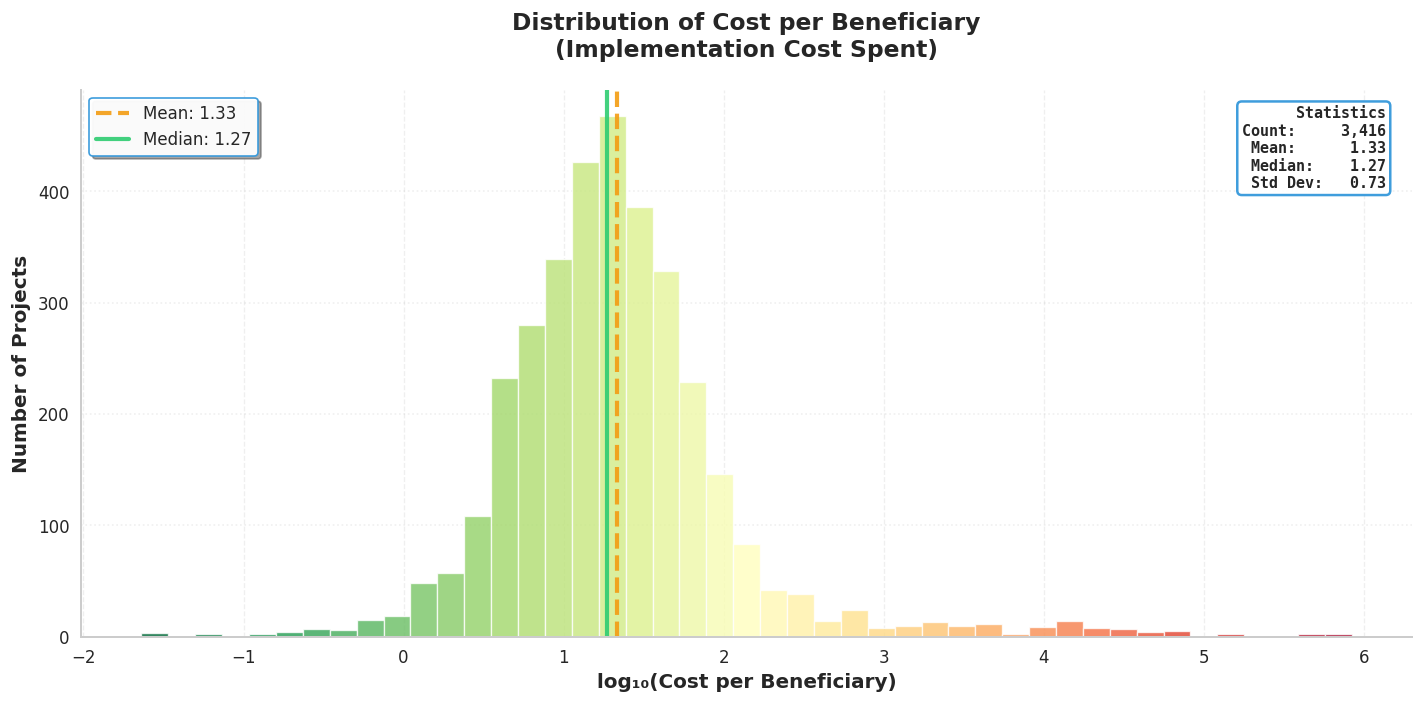 Distribution of Cost per Beneficiary
(Implementation Cost Spent)
Mean: 1.33
Median: 1.27
Statistics
Count: 3,416
Mean: 1.33
Median: 1.27
Std Dev: 0.73
Number of Projects
400
300
200
100
0
−2 −1 0 1 2 3 4 5 6
log₁₀(Cost per Beneficiary)